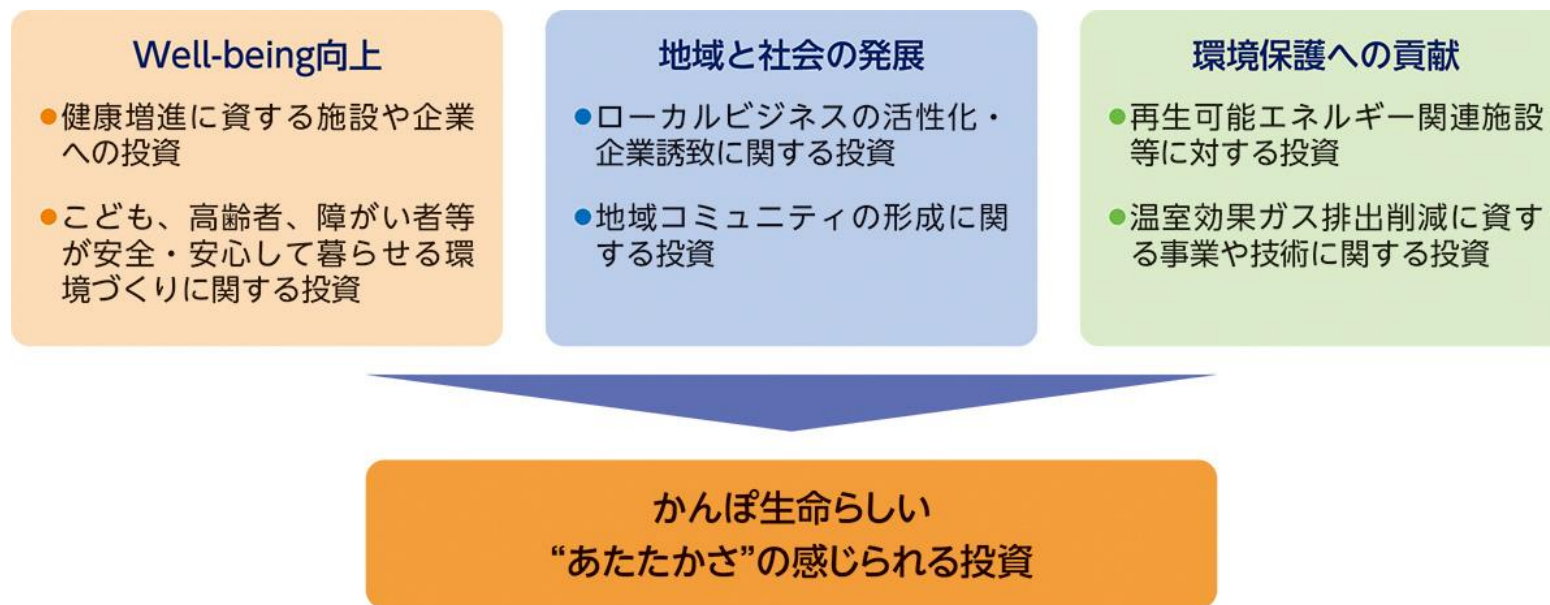 Well-being向上
●健康増進に資する施設や企業
への投資
●こども、高齢者、障がい者等
が安全・安心して暮らせる環
境づくりに関する投資
地域と社会の発展
●ローカルビジネスの活性化・
企業誘致に関する投資
●地域コミュニティの形成に関
する投資
環境保護への貢献
●再生可能エネルギー関連施設
等に対する投資
●温室効果ガス排出削減に資す
る事業や技術に関する投資
かんぽ生命らしい
“あたたかさ”の感じられる投資